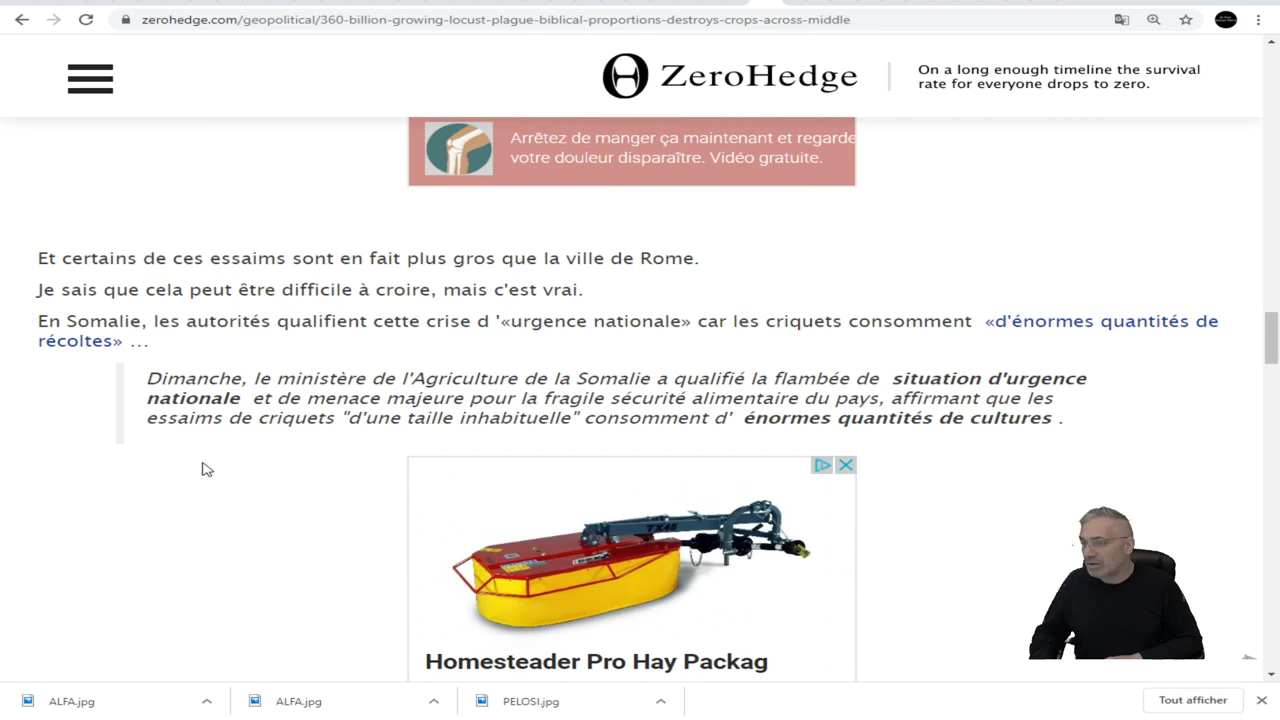 zerohedge.com/geopolitical/360-billion-growing-locust-plague-biblical-proportions-destroys-crops-across-middle
ZeroHedge
On a long enough timeline the survival
rate for everyone drops to zero.
Arrêtez de manger ça maintenant et regarde
votre douleur disparaître. Vidéo gratuite.
Et certains de ces essaims sont en fait plus gros que la ville de Rome.
Je sais que cela peut être difficile à croire, mais c'est vrai.
En Somalie, les autorités qualifient cette crise d '«urgence nationale» car les criquets consomment «d'énormes quantités de
récoltes» ...
Dimanche, le ministère de l'Agriculture de la Somalie a qualifié la flambée de situation d'urgence
nationale et de menace majeure pour la fragile sécurité alimentaire du pays, affirmant que les
essaims de criquets "d'une taille inhabituelle" consomment d' énormes quantités de cultures .
TX46
Homesteader Pro Hay Packag
ALFA.jpg
ALFA.jpg
PELOSI.jpg
Tout afficher